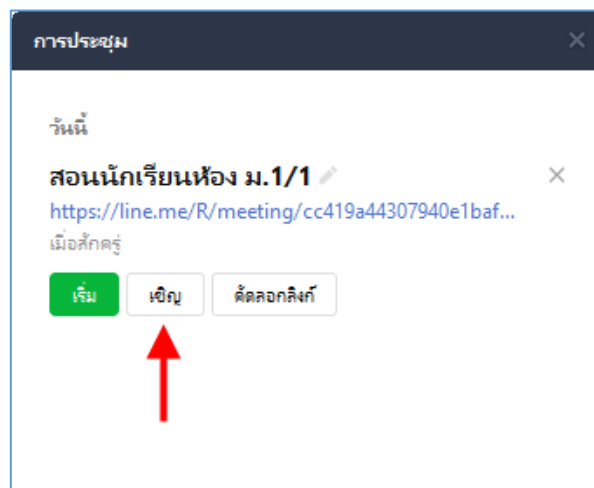 การประชุม
วันนี้
สอนนักเรียนห้อง ม.1/1
https://line.me/R/meeting/cc419a44307940e1baf...
เมื่อสักครู่
เริ่ม เชิญ คัดลอกลิงก์